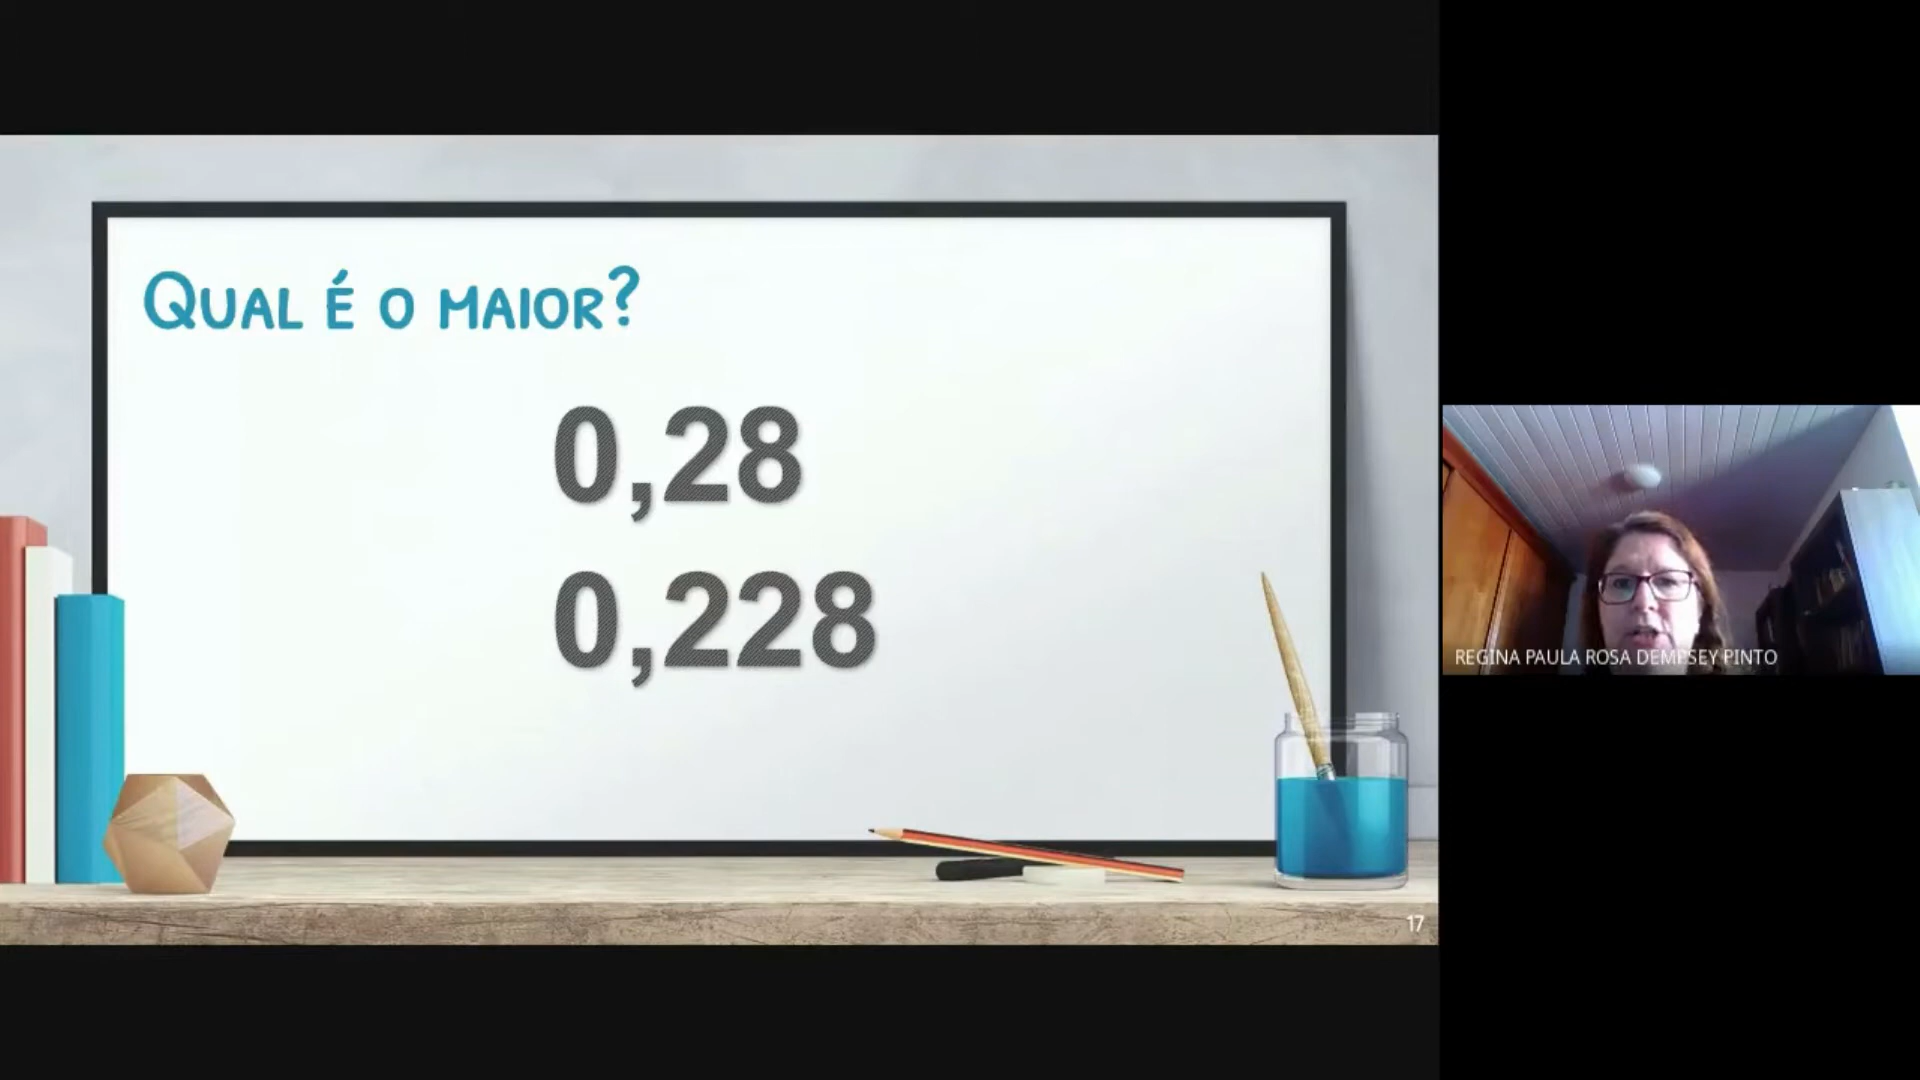 QUAL É O MAIOR?
0,28
0,228
17
REGINA PAULA ROSA DEMPSEY PINTO